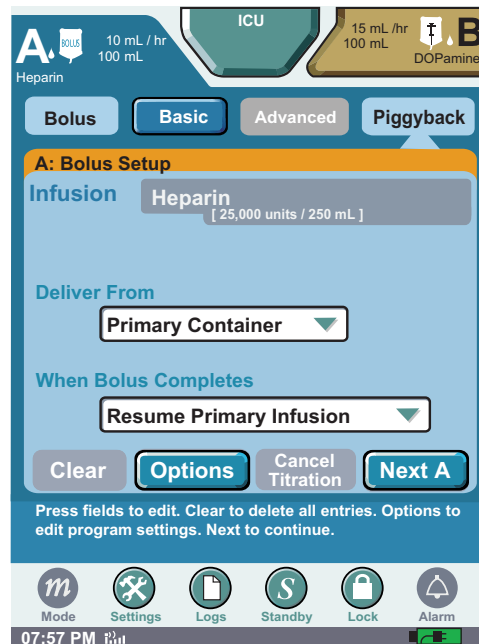 A.
BOLUS
10 mL / hr
100 mL
Heparin
ICU
15 mL /hr
100 mL
.B
DOPamine
Bolus
Basic
Advanced
Piggyback
A: Bolus Setup
Infusion
Heparin
[ 25,000 units / 250 mL ]
Deliver From
Primary Container
When Bolus Completes
Resume Primary Infusion
Clear
Options
Cancel
Titration
Next A
Press fields to edit. Clear to delete all entries. Options to
edit program settings. Next to continue.
m
S
Mode
Settings
Logs
Standby
Lock
Alarm
07:57 PM